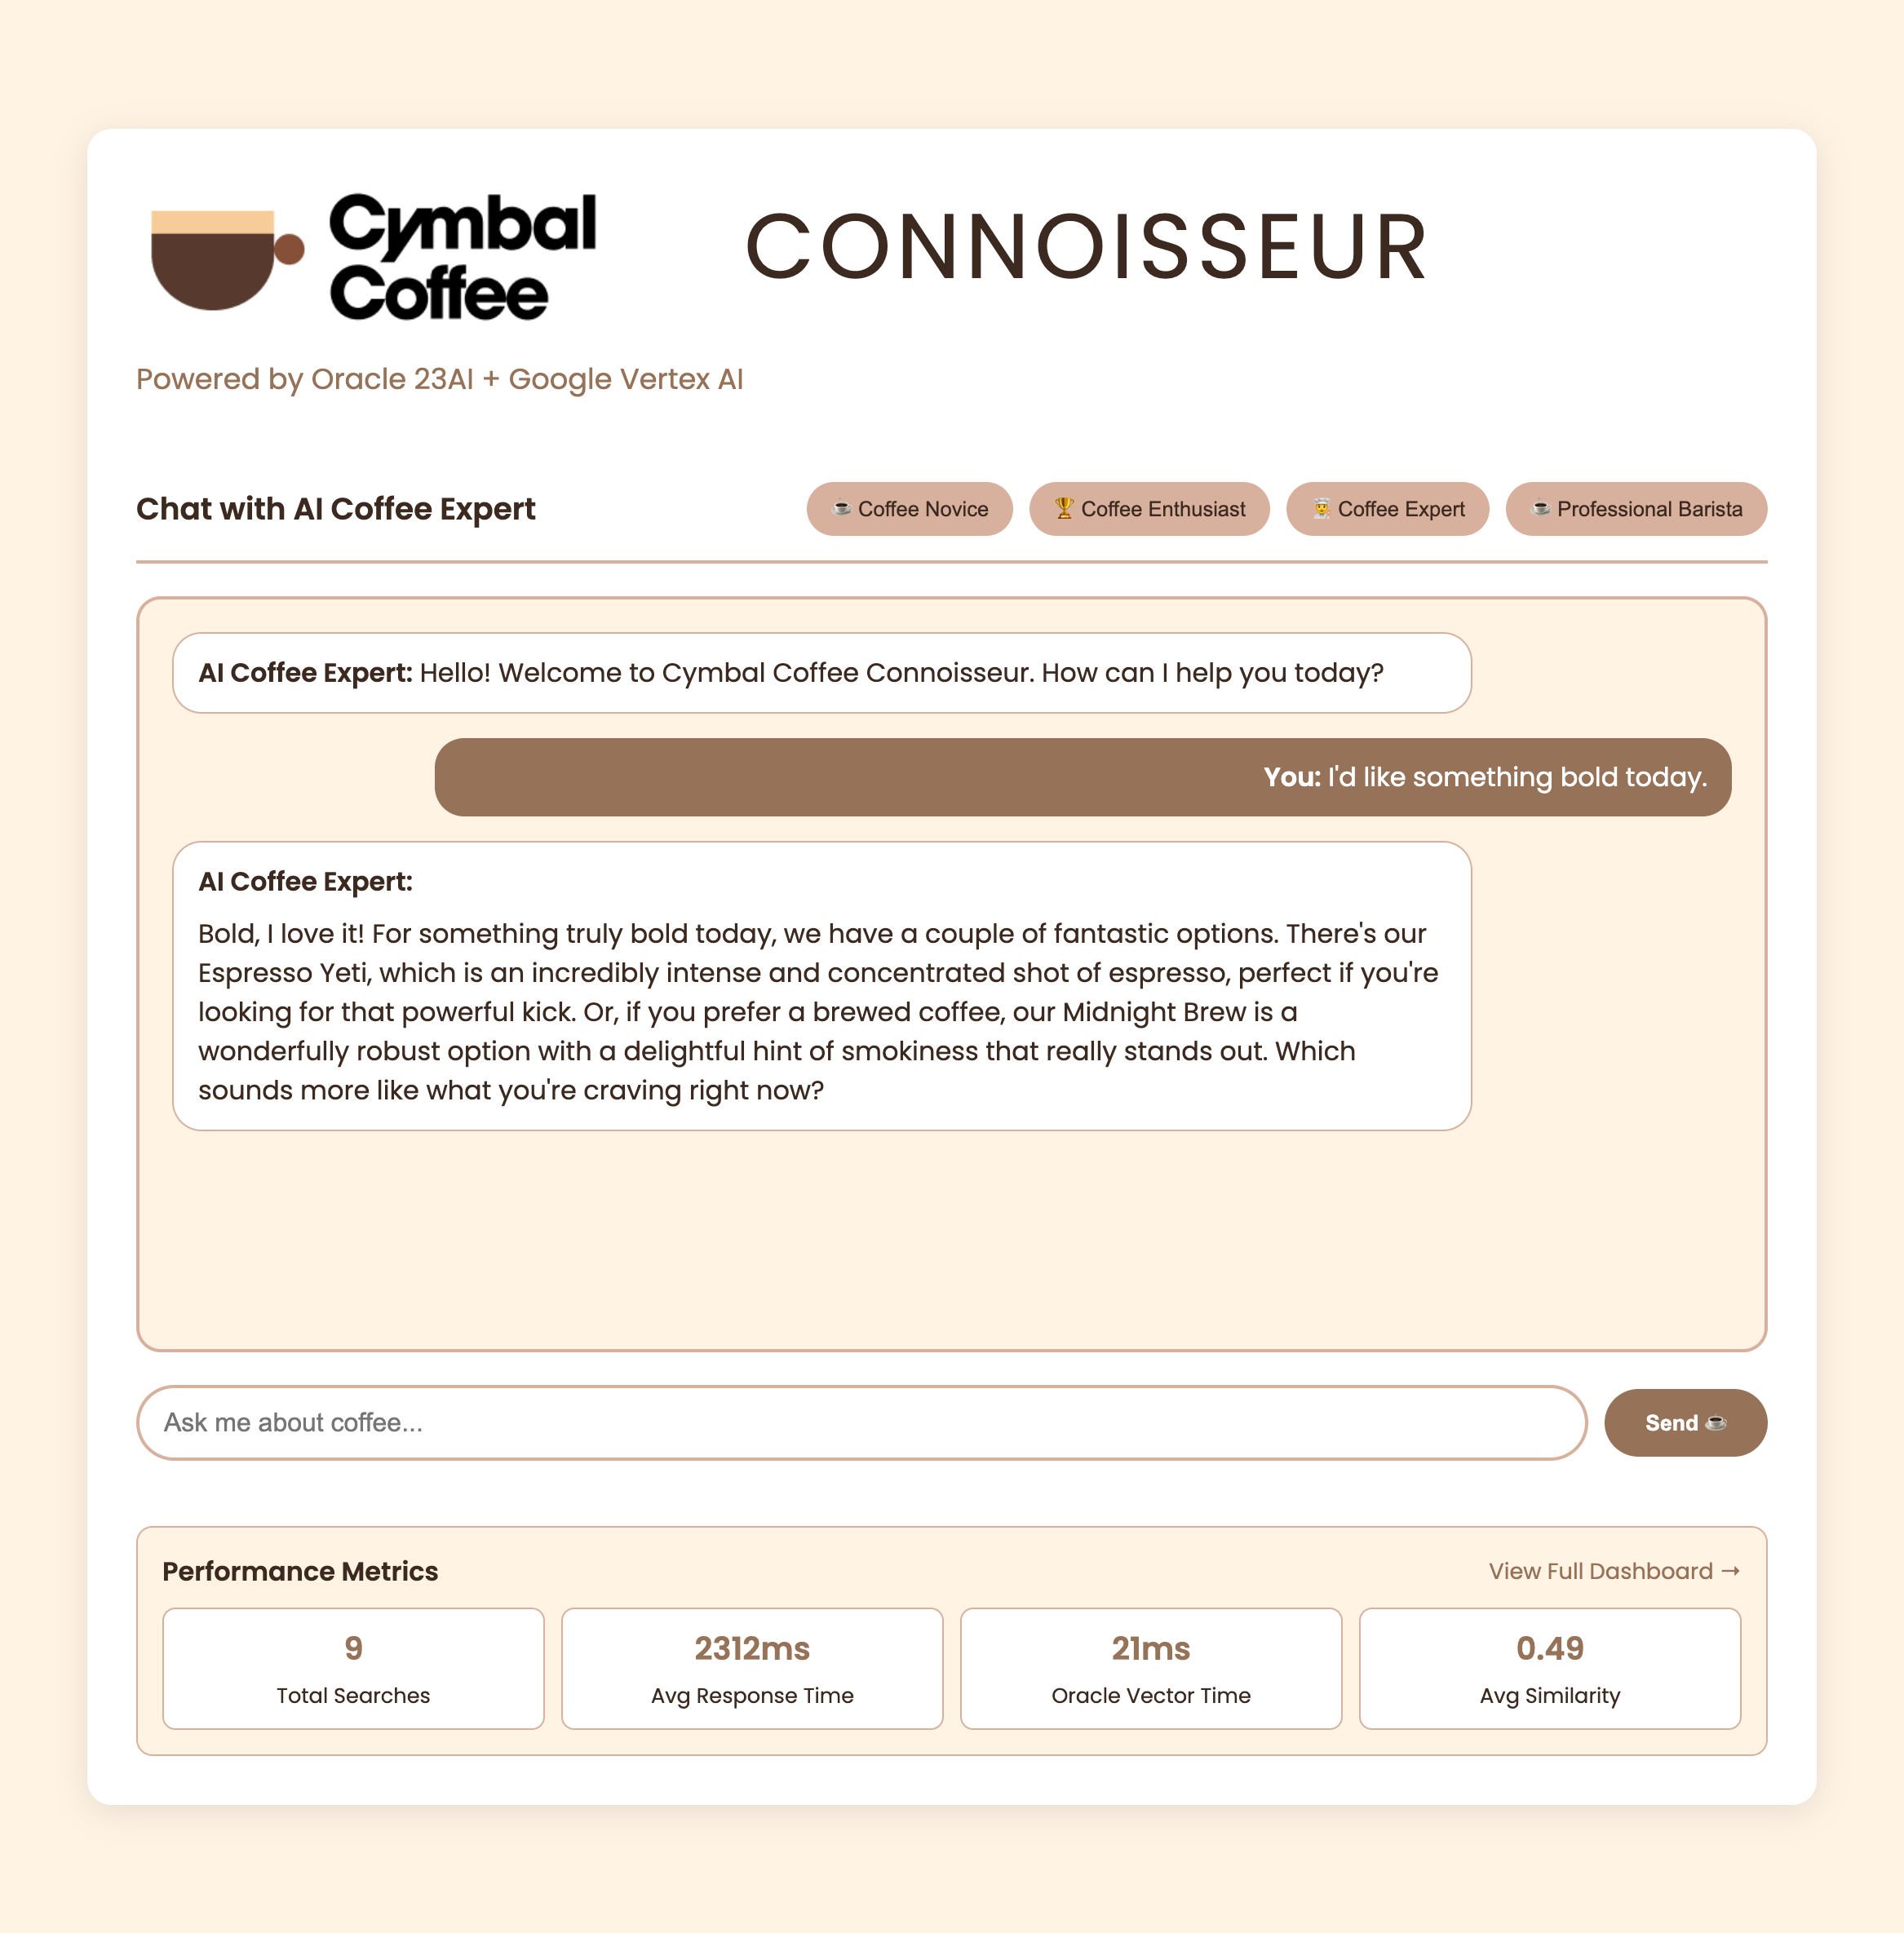 Cymbal
Coffee
CONNOISSEUR
Powered by Oracle 23AI + Google Vertex AI
Chat with AI Coffee Expert
☕ Coffee Novice
🏆 Coffee Enthusiast
👨‍🍳 Coffee Expert
☕ Professional Barista
AI Coffee Expert: Hello! Welcome to Cymbal Coffee Connoisseur. How can I help you today?
You: I'd like something bold today.
AI Coffee Expert:
Bold, I love it! For something truly bold today, we have a couple of fantastic options. There's our
Espresso Yeti, which is an incredibly intense and concentrated shot of espresso, perfect if you're
looking for that powerful kick. Or, if you prefer a brewed coffee, our Midnight Brew is a
wonderfully robust option with a delightful hint of smokiness that really stands out. Which
sounds more like what you're craving right now?
Ask me about coffee...
Send ☕
Performance Metrics
View Full Dashboard →
9
Total Searches
2312ms
Avg Response Time
21ms
Oracle Vector Time
0.49
Avg Similarity